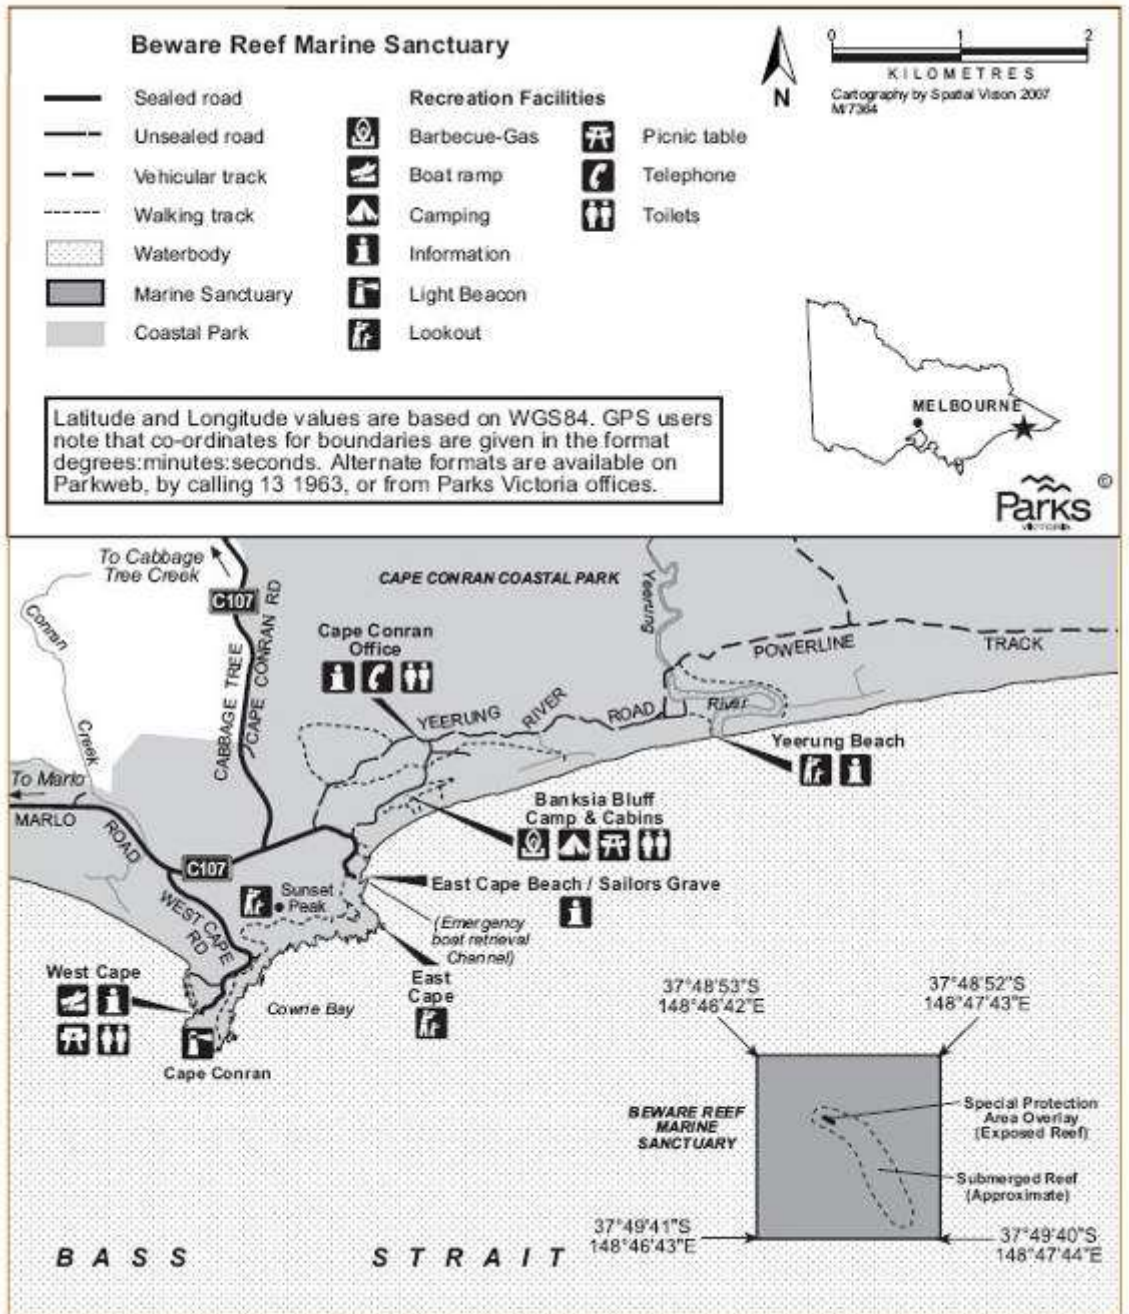 Beware Reef Marine Sanctuary
0 1 2
KILOMETRES
Cartography by Spatial Vision 2007
M/7364
N
Sealed road
Unsealed road
Vehicular track
Walking track
Waterbody
Marine Sanctuary
Coastal Park
Recreation Facilities
Barbecue-Gas
Boat ramp
Camping
Information
Light Beacon
Lookout
Picnic table
Telephone
Toilets
MELBOURNE
Latitude and Longitude values are based on WGS84. GPS users
note that co-ordinates for boundaries are given in the format
degrees:minutes:seconds. Alternate formats are available on
Parkweb, by calling 13 1963, or from Parks Victoria offices.
©
Parks
VICTORIA
To Cabbage
Tree Creek
C107
CABBAGE TREE
CAPE CONRAN RD
CAPE CONRAN COASTAL PARK
Conran
Creek
Yeerung
River
Cape Conran
Office
YEERUNG RIVER ROAD
POWERLINE TRACK
Yeerung Beach
To Marlo
MARLO
ROAD
C107
Banksia Bluff
Camp & Cabins
East Cape Beach / Sailors Grave
Sunset
Peak
(Emergency
boat retrieval
Channel)
WEST CAPE
RD
West Cape
East
Cape
Cowrie Bay
Cape Conran
37°48'53"S
148°46'42"E
37°48'52"S
148°47'43"E
BEWARE REEF
MARINE
SANCTUARY
Special Protection
Area Overlay
(Exposed Reef)
Submerged Reef
(Approximate)
37°49'41"S
148°46'43"E
37°49'40"S
148°47'44"E
BASS STRAIT